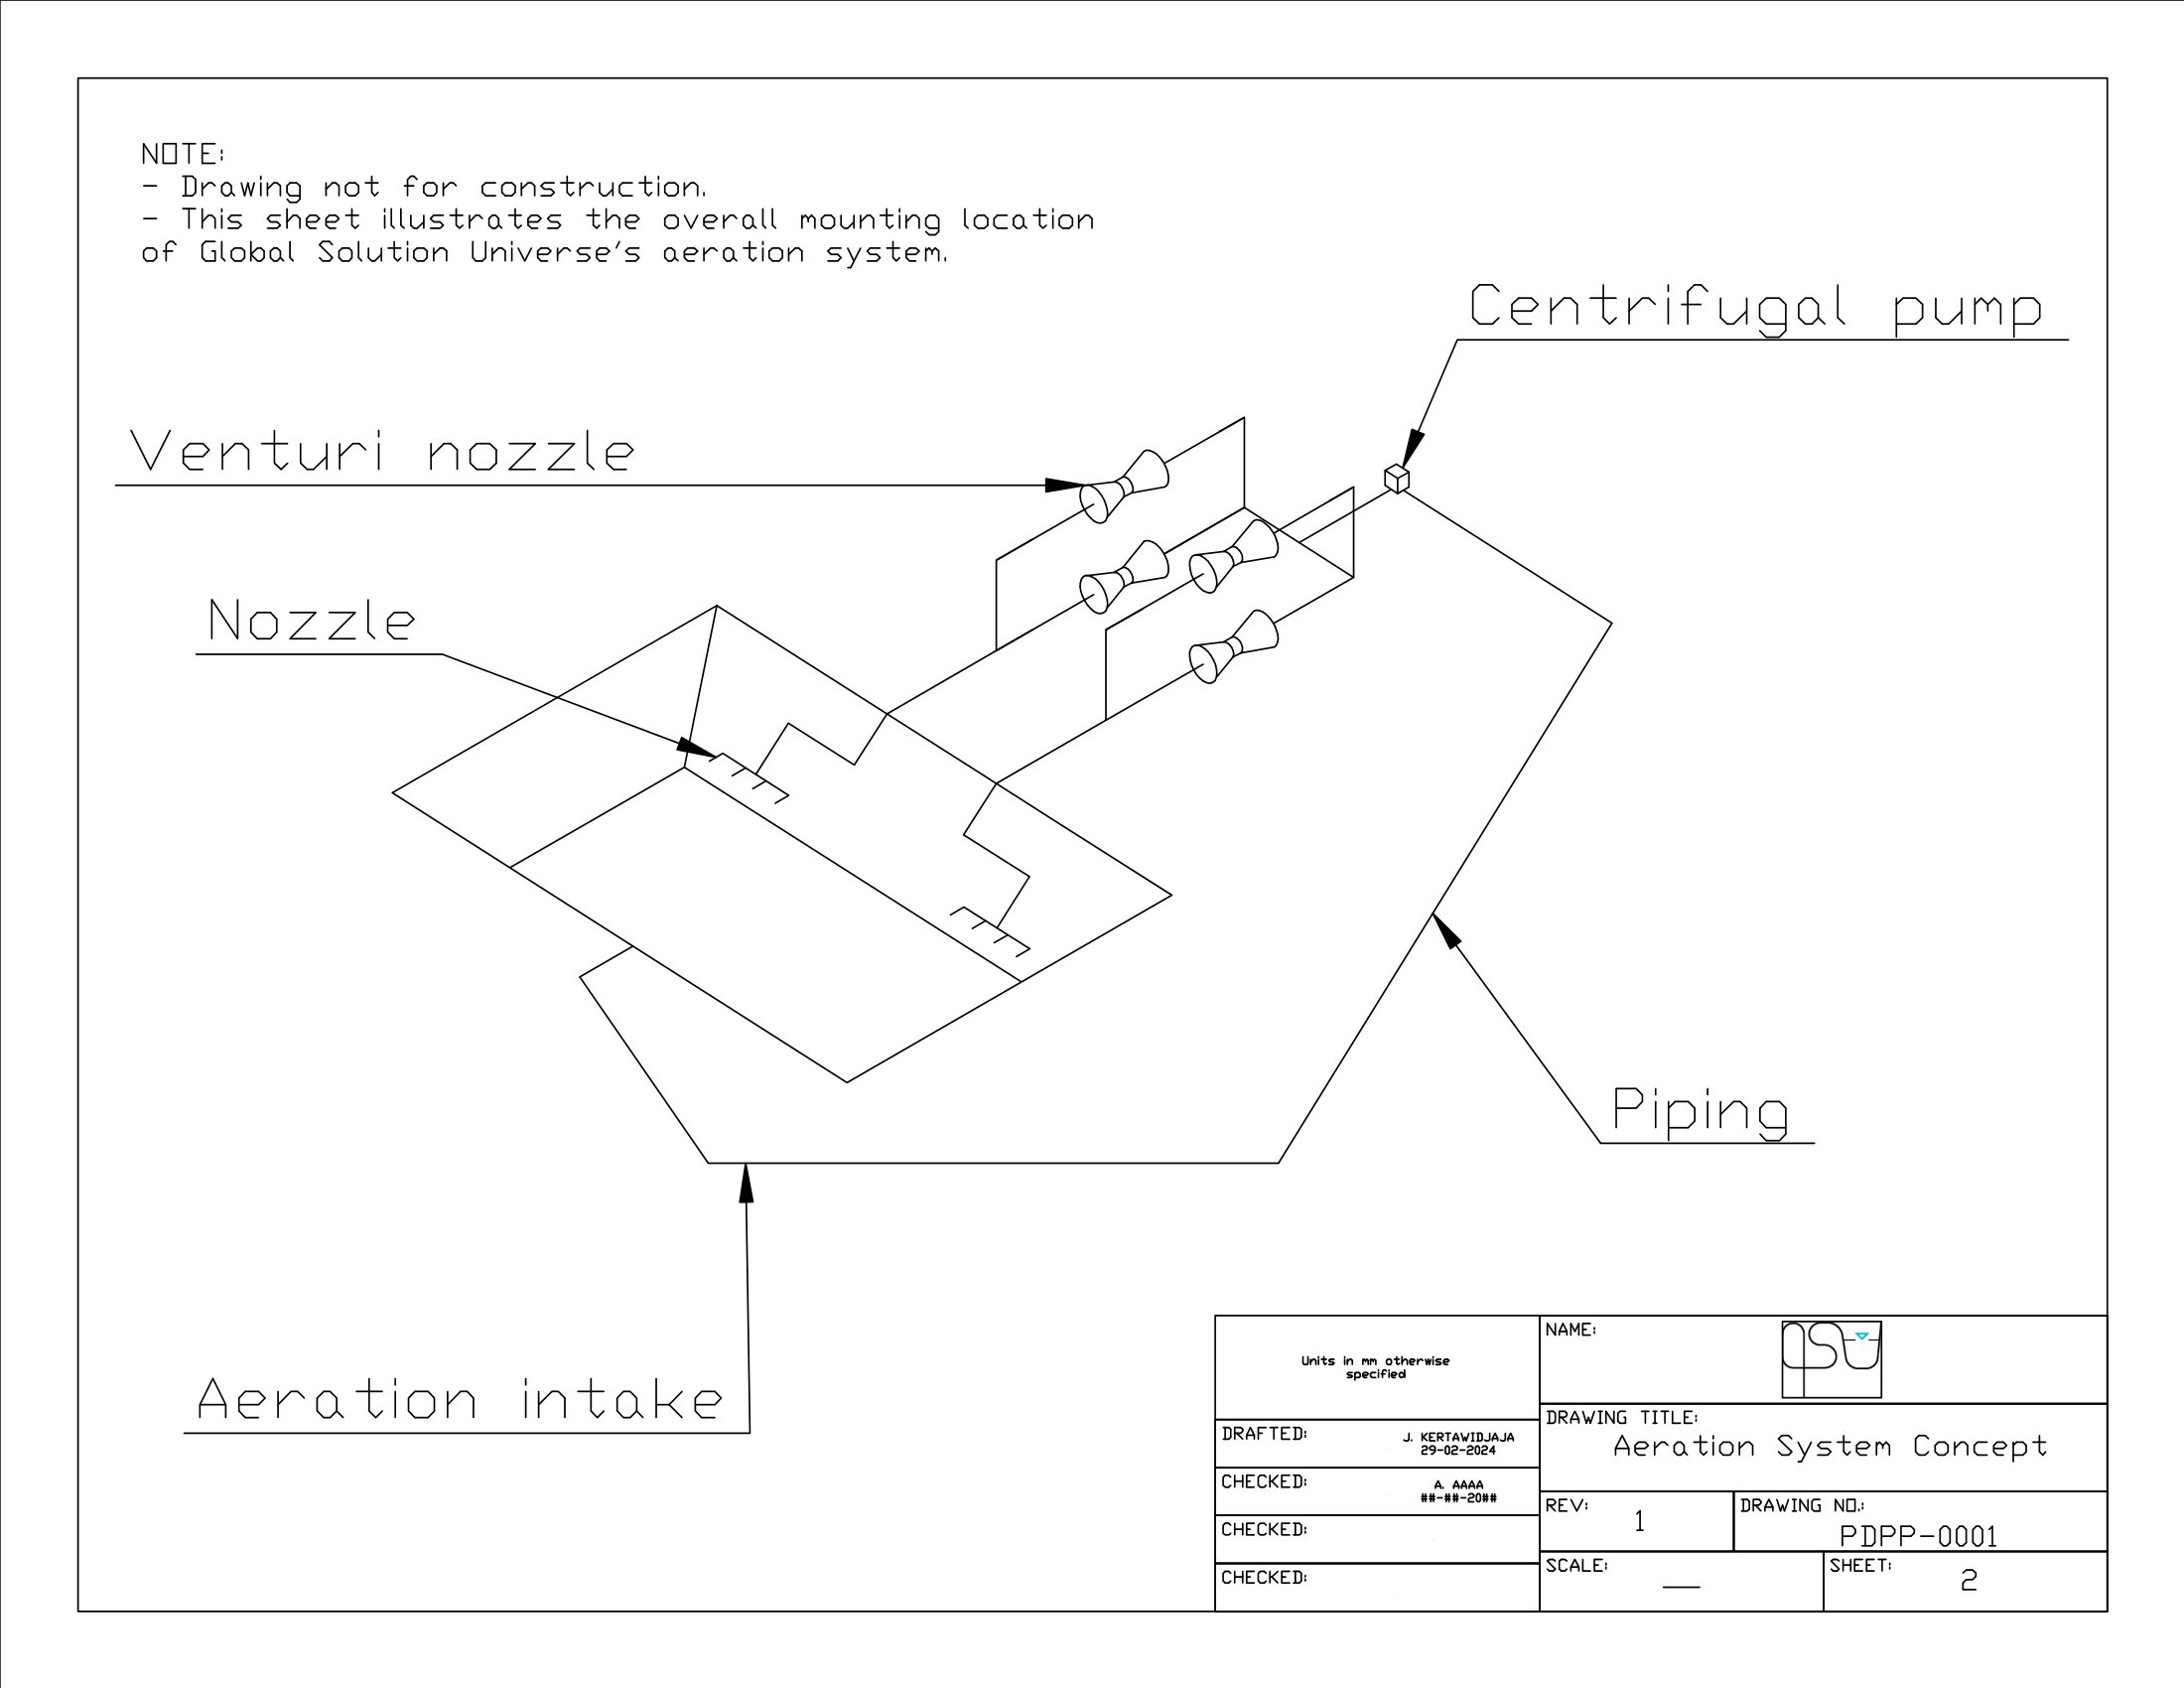 NOTE:
- Drawing not for construction.
- This sheet illustrates the overall mounting location
of Global Solution Universe's aeration system.
Centrifugal pump
Venturi nozzle
Nozzle
Piping
Aeration intake
Units in mm otherwise
specified
DRAFTED:
J. KERTAWIDJAJA
29-02-2024
CHECKED:
A. AAAA
##-##-20##
CHECKED:
CHECKED:
NAME:
GSU
DRAWING TITLE:
Aeration System Concept
REV:
1
DRAWING NO.:
PDPP-0001
SCALE:
—
SHEET:
2